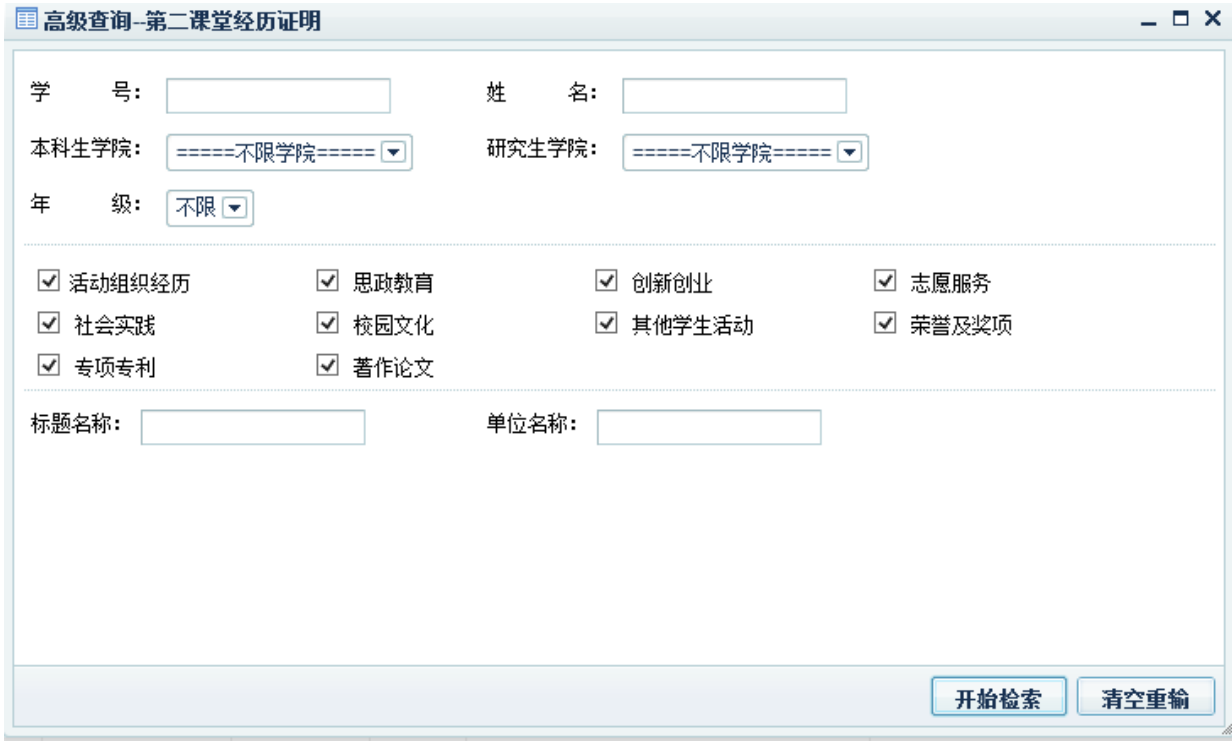 高级查询--第二课堂经历证明
学 号： 姓 名：
本科生学院： =====不限学院===== 研究生学院： =====不限学院=====
年 级： 不限
活动组织经历 思政教育 创新创业 志愿服务
社会实践 校园文化 其他学生活动 荣誉及奖项
专项专利 著作论文
标题名称： 单位名称：
开始检索 清空重输